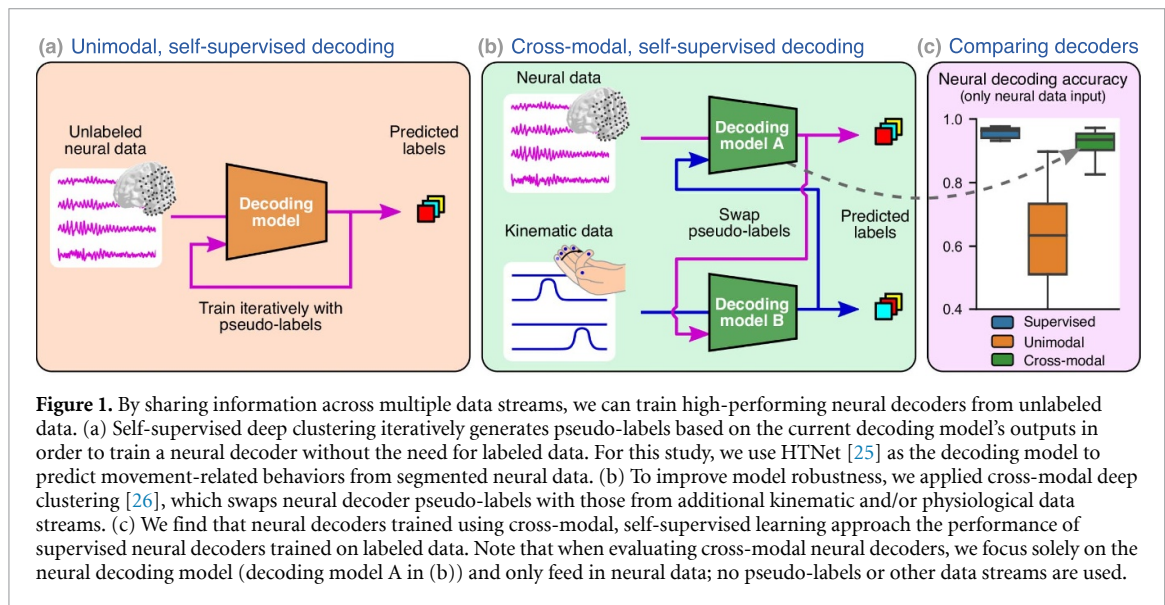 (a) Unimodal, self-supervised decoding
Unlabeled
neural data
Decoding
model
Predicted
labels
Train iteratively with
pseudo-labels
(b) Cross-modal, self-supervised decoding
Neural data
Decoding
model A
Swap
pseudo-labels
Predicted
labels
Kinematic data
Decoding
model B
(c) Comparing decoders
Neural decoding accuracy
(only neural data input)
1.0
0.8
0.6
0.4
Supervised
Unimodal
Cross-modal
Figure 1. By sharing information across multiple data streams, we can train high-performing neural decoders from unlabeled
data. (a) Self-supervised deep clustering iteratively generates pseudo-labels based on the current decoding model's outputs in
order to train a neural decoder without the need for labeled data. For this study, we use HTNet [25] as the decoding model to
predict movement-related behaviors from segmented neural data. (b) To improve model robustness, we applied cross-modal deep
clustering [26], which swaps neural decoder pseudo-labels with those from additional kinematic and/or physiological data
streams. (c) We find that neural decoders trained using cross-modal, self-supervised learning approach the performance of
supervised neural decoders trained on labeled data. Note that when evaluating cross-modal neural decoders, we focus solely on the
neural decoding model (decoding model A in (b)) and only feed in neural data; no pseudo-labels or other data streams are used.